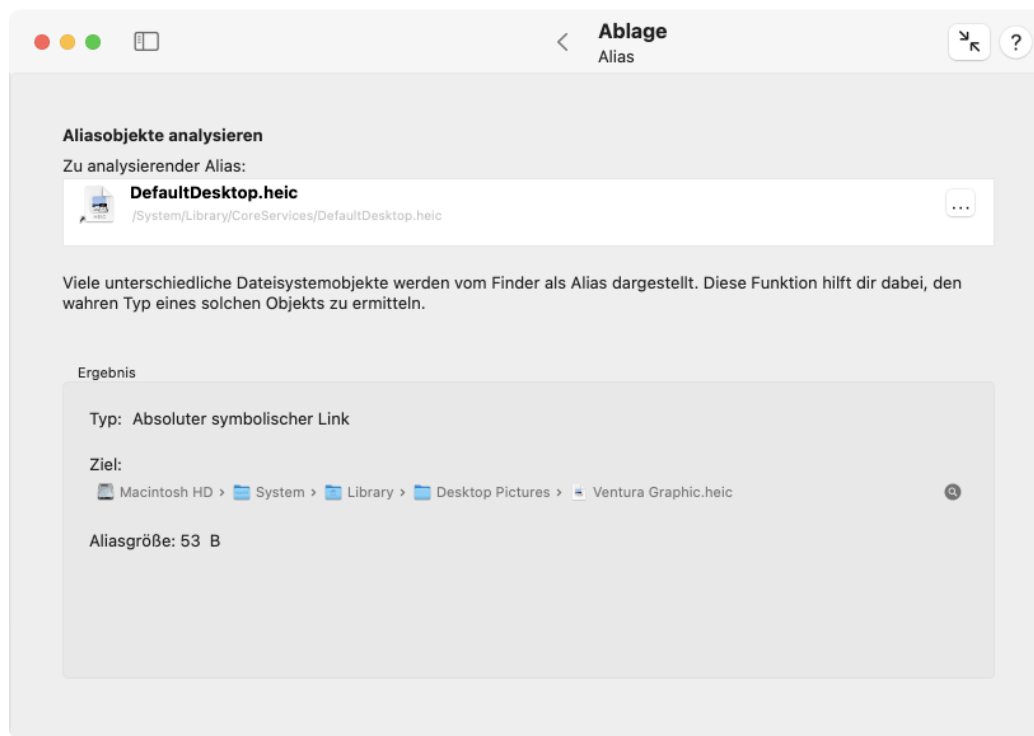 Ablage
Alias
?
Aliasobjekte analysieren
Zu analysierender Alias:
DefaultDesktop.heic
/System/Library/CoreServices/DefaultDesktop.heic
...
Viele unterschiedliche Dateisystemobjekte werden vom Finder als Alias dargestellt. Diese Funktion hilft dir dabei, den
wahren Typ eines solchen Objekts zu ermitteln.
Ergebnis
Typ: Absoluter symbolischer Link
Ziel:
Macintosh HD › System › Library › Desktop Pictures › Ventura Graphic.heic
Aliasgröße: 53 B